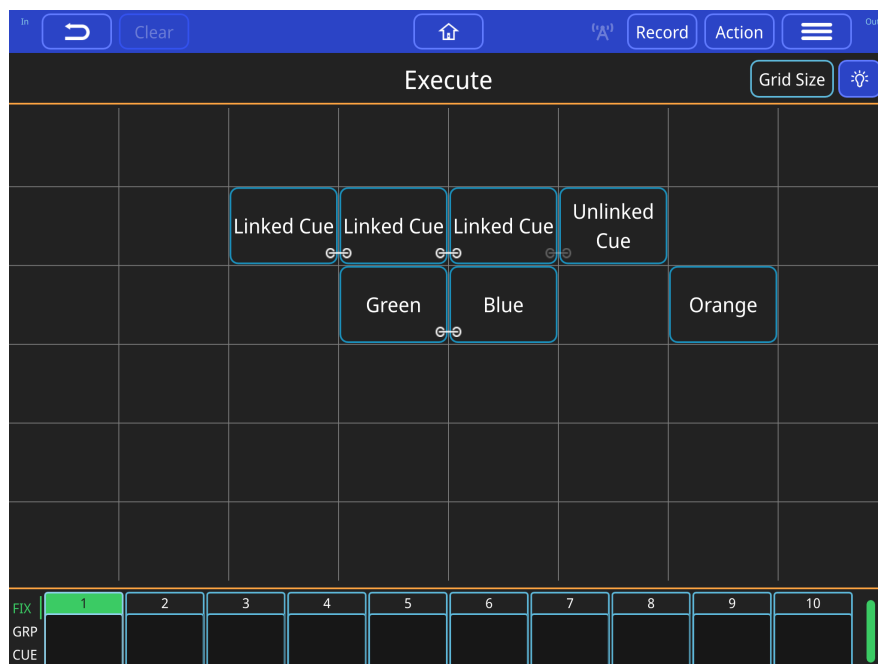 In
Clear
Record
Action
Execute
Grid Size
Linked Cue
Linked Cue
Linked Cue
Unlinked
Cue
Green
Blue
Orange
FIX
1
2
3
4
5
6
7
8
9
10
GRP
CUE